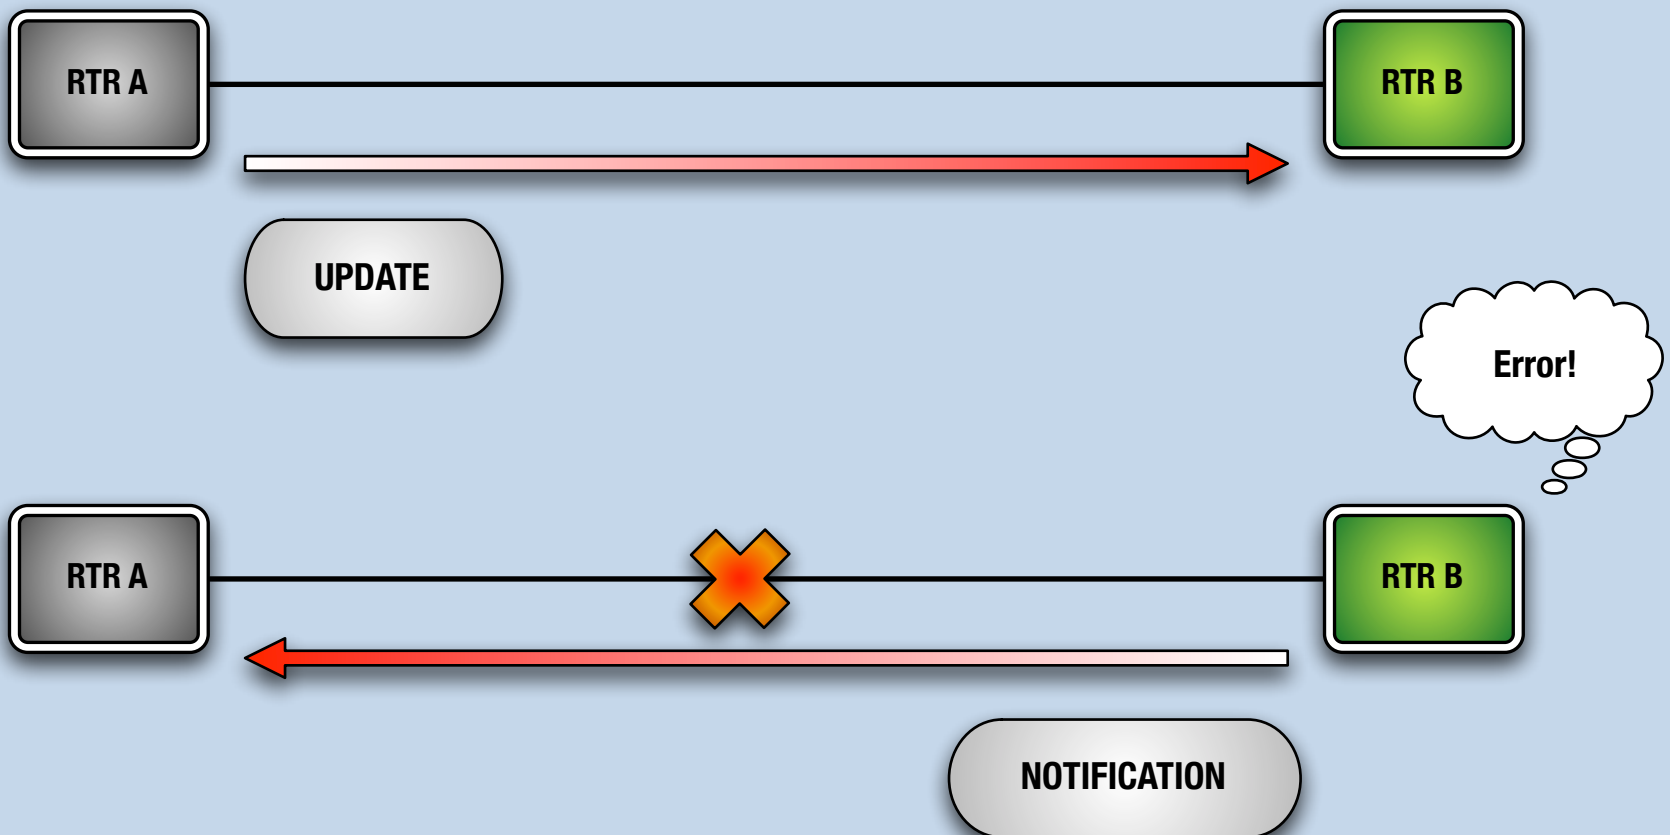 RTR A
RTR B
UPDATE
Error!
RTR A
RTR B
NOTIFICATION